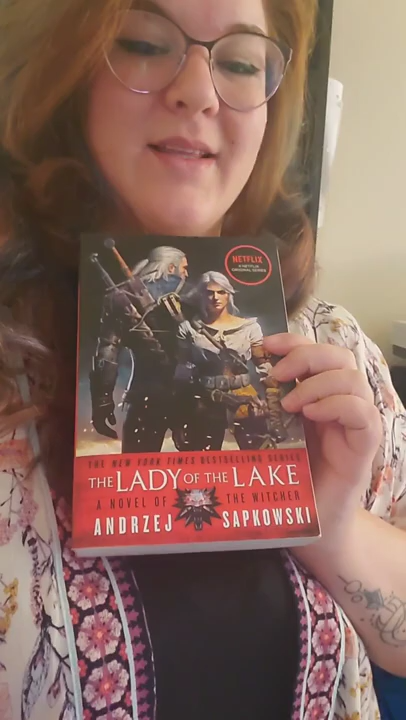 NETFLIX
A NETFLIX
ORIGINAL SERIES
THE NEW YORK TIMES BESTSELLING SERIES
THE LADY OF THE LAKE
A NOVEL OF THE WITCHER
ANDRZEJ SAPKOWSKI